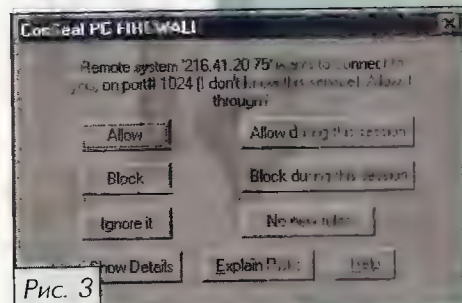 ConSeal PC FIREWALL
Remote system '216.41.20.75' wants to connect to
you, on port# 1024 (I don't know this service). Allow
through?
Allow
Allow during this session
Block
Block during this session
Ignore it
No new rules
Show Details
Explain
Help
Рис. 3